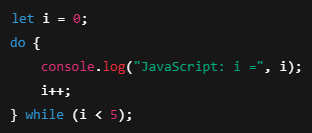 let i = 0;
do {
    console.log("JavaScript: i =", i);
    i++;
} while (i < 5);